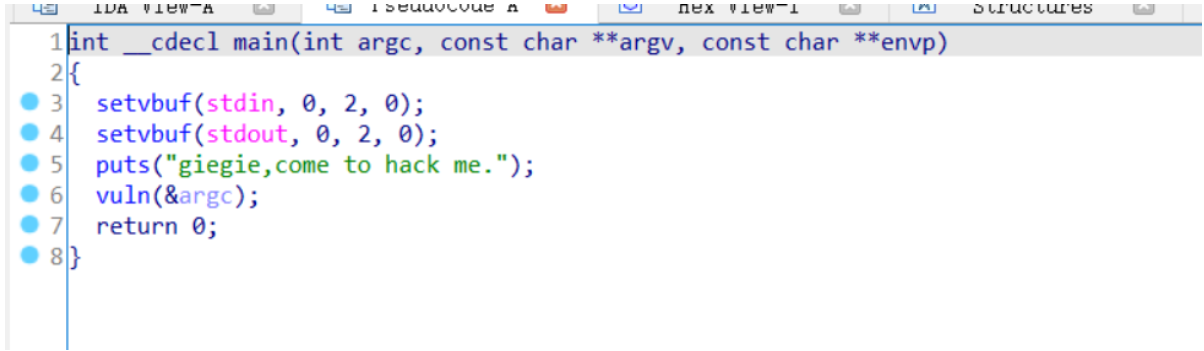 IDA View-A Pseudocode A Hex View-1 Structures
1 int __cdecl main(int argc, const char **argv, const char **envp)
2 {
3 setvbuf(stdin, 0, 2, 0);
4 setvbuf(stdout, 0, 2, 0);
5 puts("giegie,come to hack me.");
6 vuln(&argc);
7 return 0;
8 }